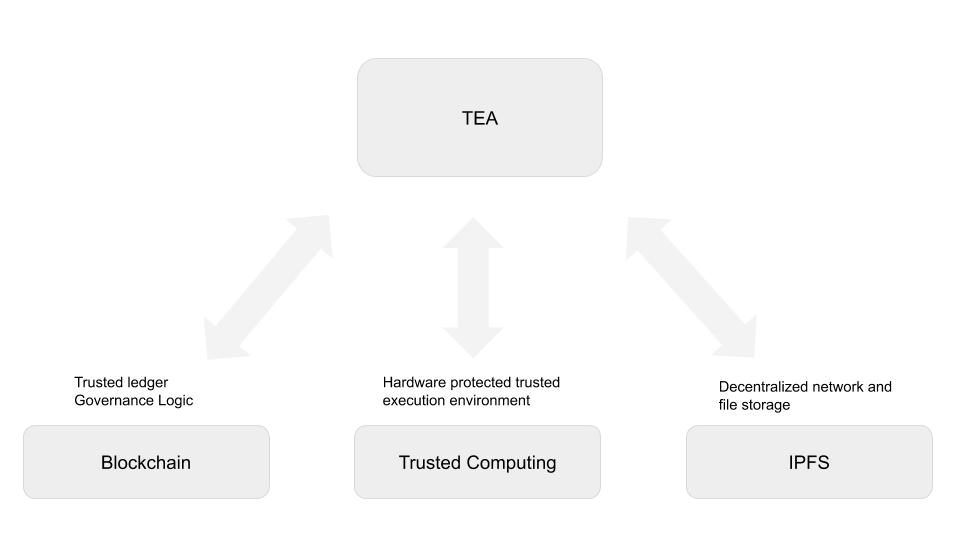 TEA
Trusted ledger
Governance Logic
Hardware protected trusted
execution environment
Decentralized network and
file storage
Blockchain
Trusted Computing
IPFS